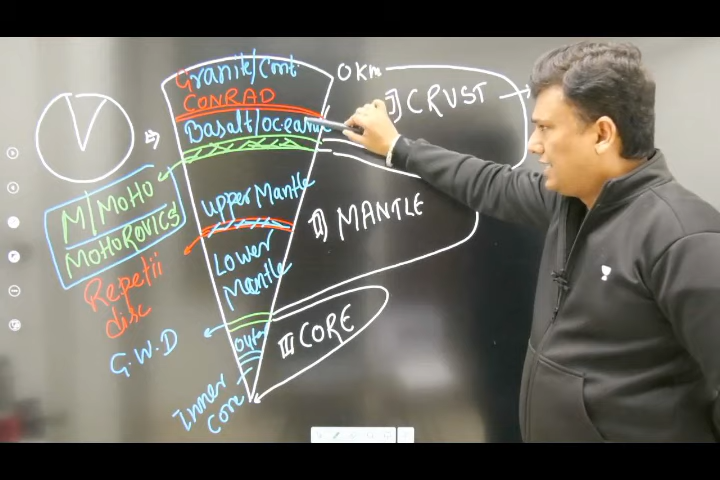 Granite/Cont.
CONRAD
Basalt/oceanic
0 Km
I] CRUST
M/MOHO
MOHOROVICS
Upper Mantle
II] MANTLE
Repetii
disc
Lower
Mantle
G.W.D
Outer
III] CORE
Inner
Core